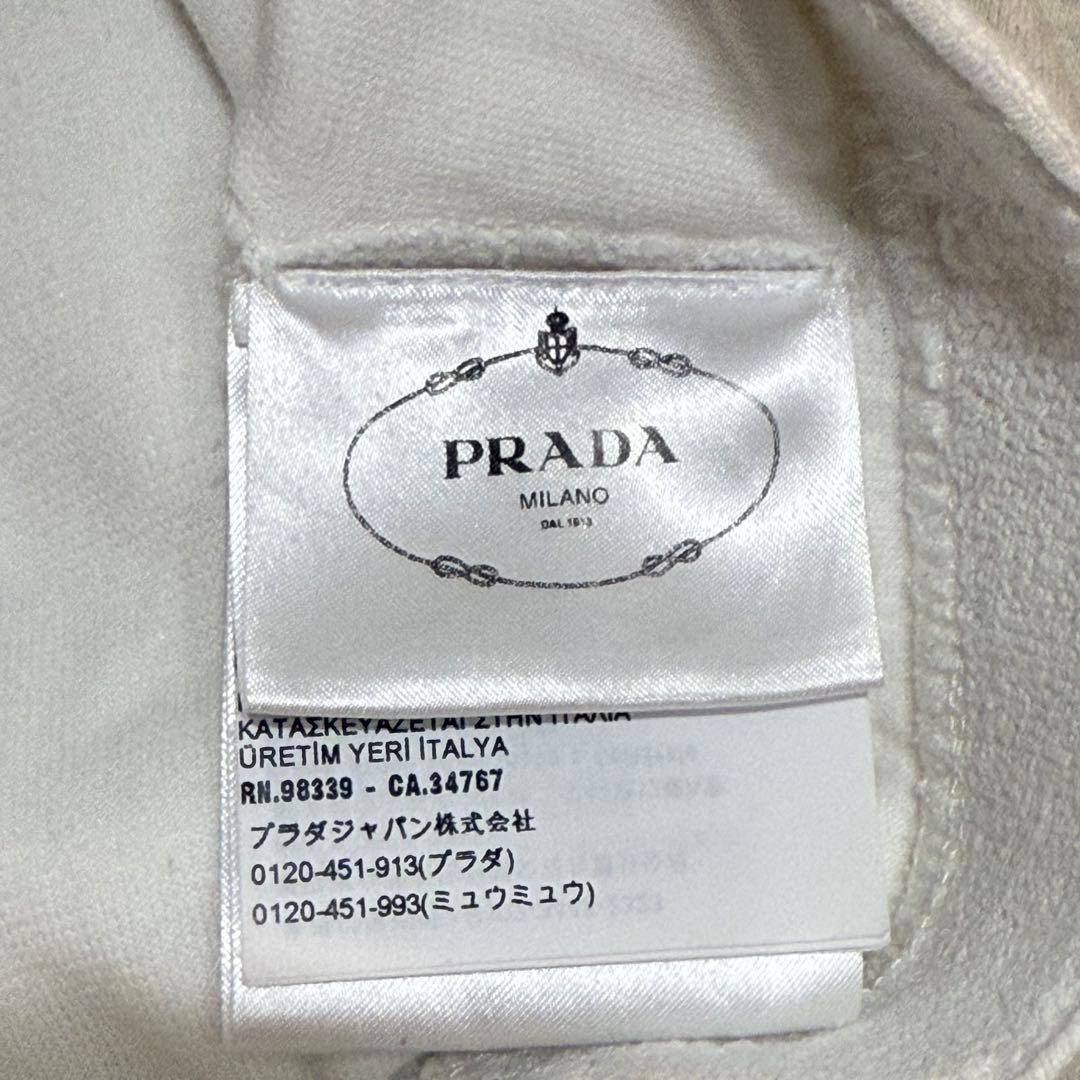 PRADA
MILANO
DAL 1913
ΚΑΤΑΣΚΕΥΑΖΕΤΑΙ ΣΤΗΝ ΙΤΑΛΙΑ
ÜRETİM YERİ İTALYA
RN.98339 - CA.34767
プラダジャパン株式会社
0120-451-913(プラダ)
0120-451-993(ミュウミュウ)